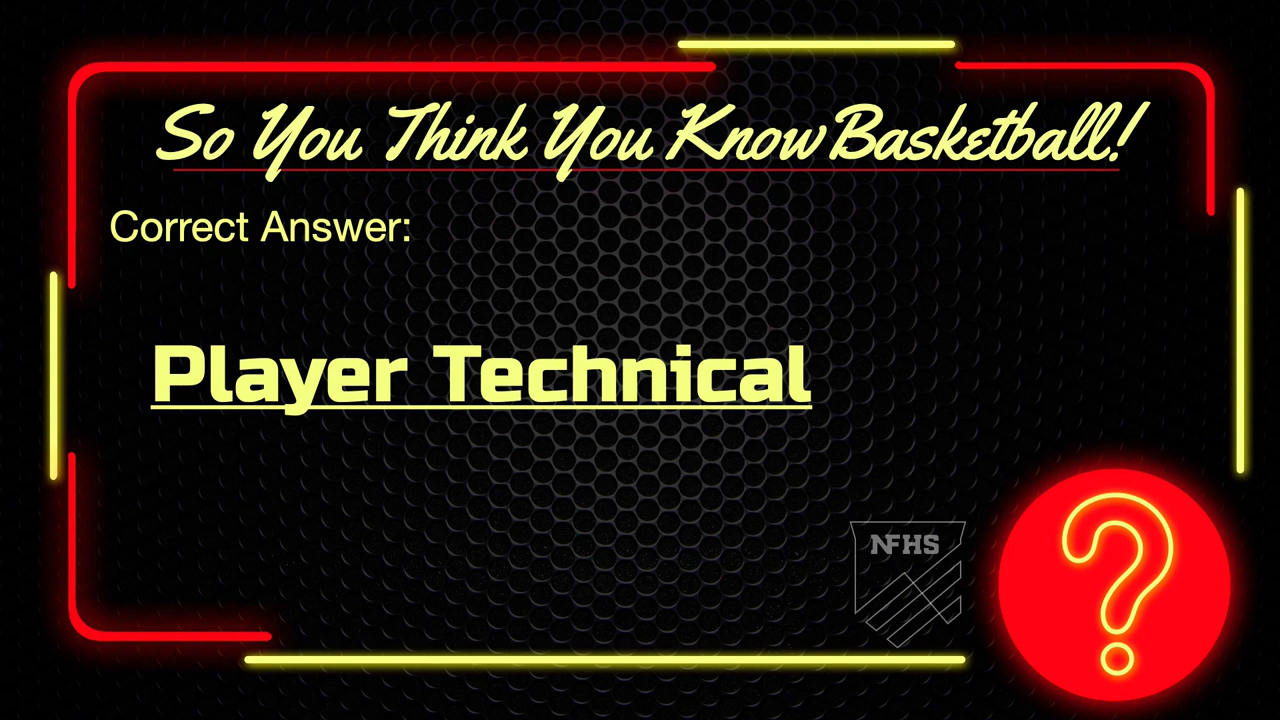 So You Think You Know Basketball!
Correct Answer:
Player Technical
NFHS
?